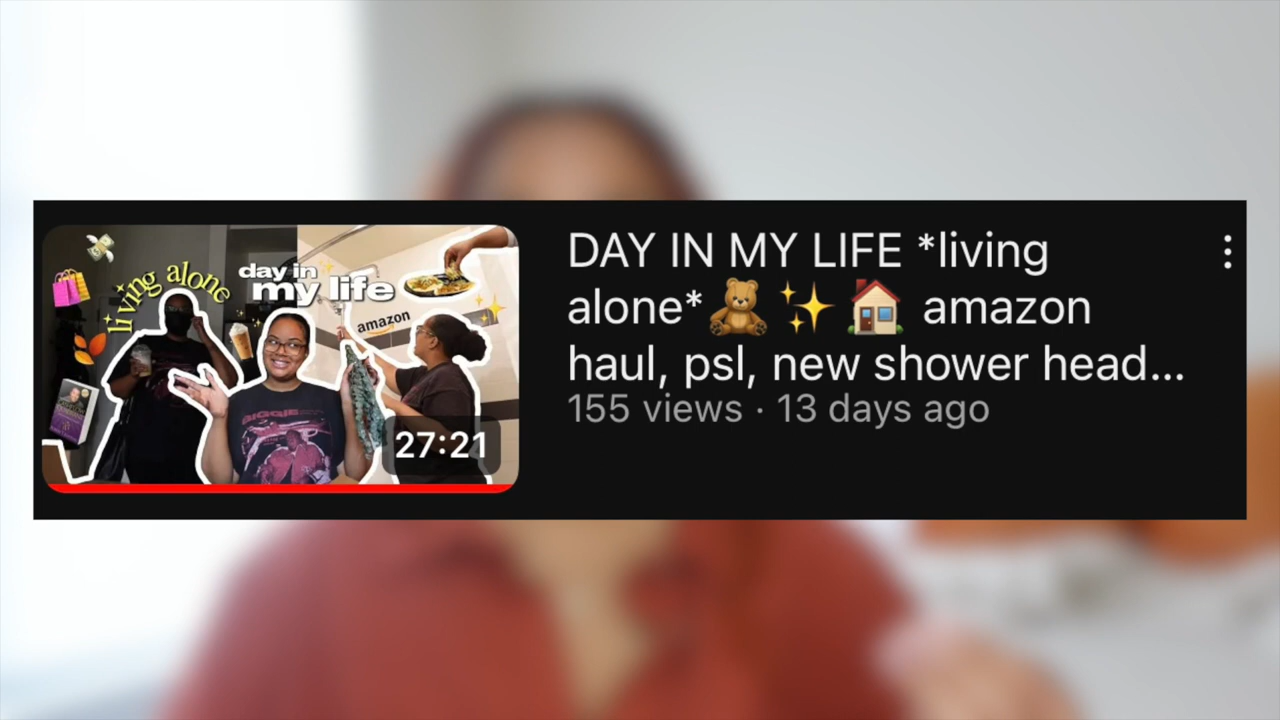 living alone
day in
my life
amazon
BIGGIE
27:21
DAY IN MY LIFE *living
alone*🧸✨🏠 amazon
haul, psl, new shower head...
155 views · 13 days ago